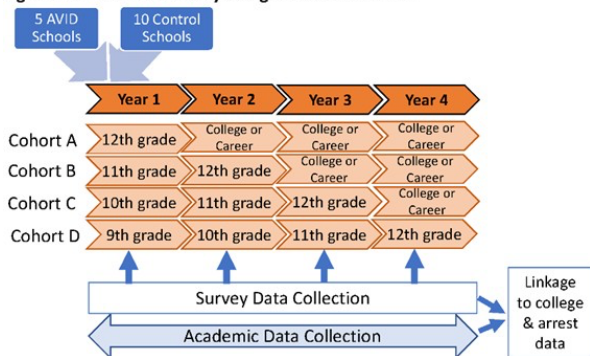 5 AVID
Schools
10 Control
Schools
Year 1
Year 2
Year 3
Year 4
Cohort A
12th grade
College or
Career
College or
Career
College or
Career
Cohort B
11th grade
12th grade
College or
Career
College or
Career
Cohort C
10th grade
11th grade
12th grade
College or
Career
Cohort D
9th grade
10th grade
11th grade
12th grade
Survey Data Collection
Academic Data Collection
Linkage
to college
& arrest
data